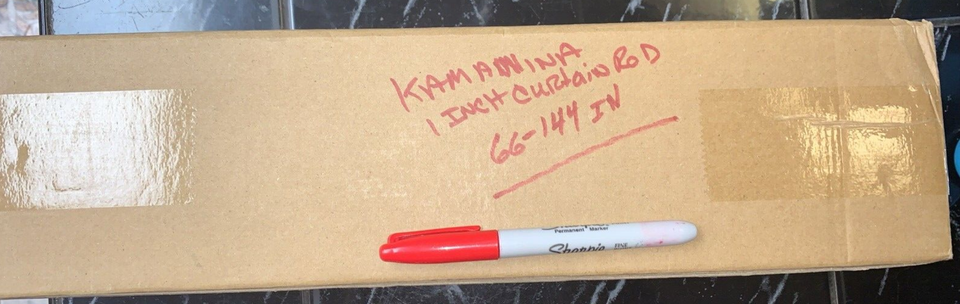 KAMANINA
1 INCH CURtain RoD
66-144 IN
Permanent Marker
Sharpie FINE